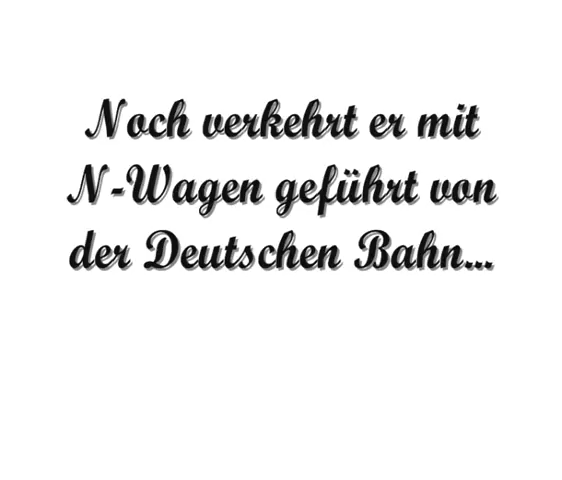 Noch verkehrt er mit
N-Wagen geführt von
der Deutschen Bahn...